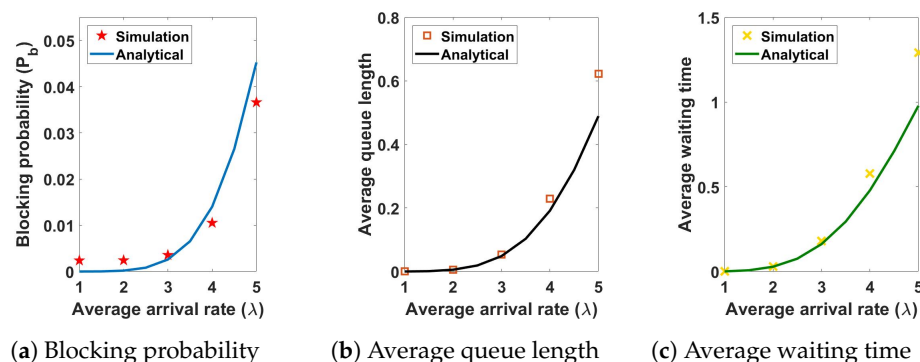 0.05
0.04
0.03
0.02
0.01
0
Blocking probability (P_b)
Simulation
Analytical
1 2 3 4 5
Average arrival rate (λ)
(a) Blocking probability
0.8
0.6
0.4
0.2
0
Average queue length
Simulation
Analytical
1 2 3 4 5
Average arrival rate (λ)
(b) Average queue length
1.5
1
0.5
0
Average waiting time
Simulation
Analytical
1 2 3 4 5
Average arrival rate (λ)
(c) Average waiting time